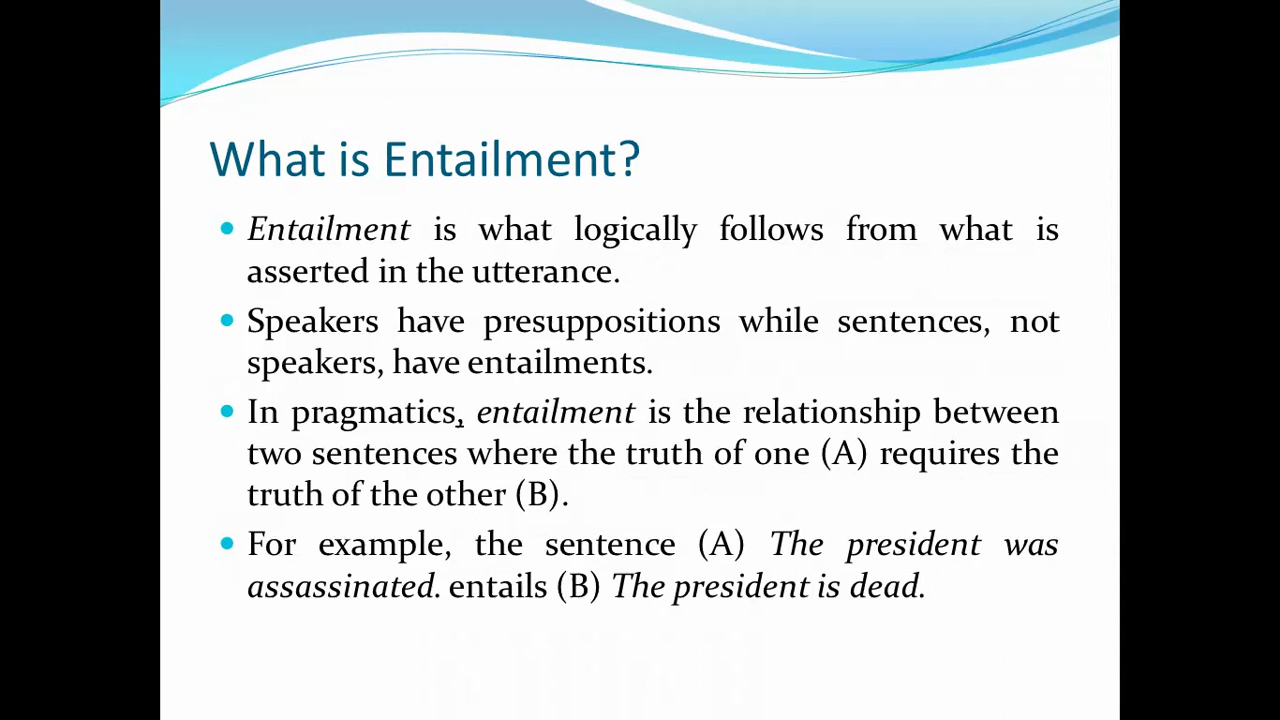 What is Entailment?
• Entailment is what logically follows from what is
asserted in the utterance.
• Speakers have presuppositions while sentences, not
speakers, have entailments.
• In pragmatics, entailment is the relationship between
two sentences where the truth of one (A) requires the
truth of the other (B).
• For example, the sentence (A) The president was
assassinated. entails (B) The president is dead.